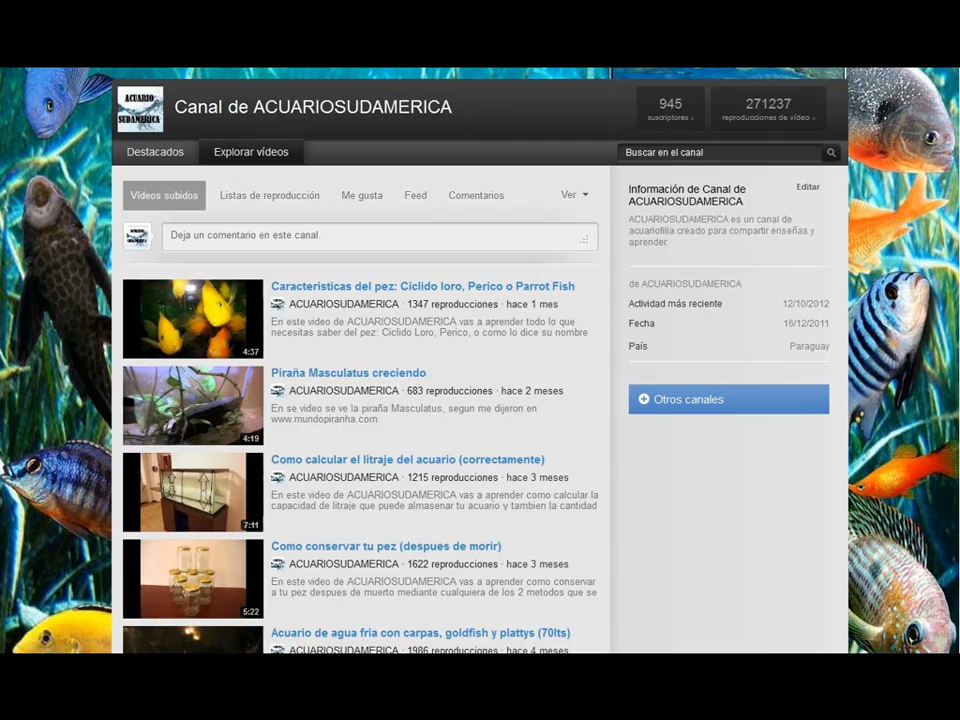 ACUARIO
SUDAMERICA
Canal de ACUARIOSUDAMERICA
945
suscriptores ›
271237
reproducciones de vídeo ›
Destacados
Explorar vídeos
Buscar en el canal
Vídeos subidos
Listas de reproducción
Me gusta
Feed
Comentarios
Ver
Deja un comentario en este canal.
Caracteristicas del pez: Ciclido loro, Perico o Parrot Fish
ACUARIOSUDAMERICA · 1347 reproducciones · hace 1 mes
En este video de ACUARIOSUDAMERICA vas a aprender todo lo que
necesitas saber del pez: Ciclido Loro, Perico, o como lo dice su nombre
4:37
Piraña Masculatus creciendo
ACUARIOSUDAMERICA · 683 reproducciones · hace 2 meses
En se video se ve la piraña Masculatus, segun me dijeron en
www.mundopiranha.com
4:19
Como calcular el litraje del acuario (correctamente)
ACUARIOSUDAMERICA · 1215 reproducciones · hace 3 meses
En este video de ACUARIOSUDAMERICA vas a aprender como calcular la
capacidad de litraje que puede almasenar tu acuario y tambien la cantidad
7:11
Como conservar tu pez (despues de morir)
ACUARIOSUDAMERICA · 1622 reproducciones · hace 3 meses
En este video de ACUARIOSUDAMERICA vas a aprender como conservar
a tu pez despues de muerto mediante cualquiera de los 2 metodos que se
5:22
Acuario de agua fria con carpas, goldfish y plattys (70lts)
ACUARIOSUDAMERICA · 1986 reproducciones · hace 4 meses
Información de Canal de
ACUARIOSUDAMERICA
Editar
ACUARIOSUDAMERICA es un canal de
acuariofilia creado para compartir enseñas y
aprender.
de ACUARIOSUDAMERICA
Actividad más reciente 12/10/2012
Fecha 16/12/2011
País Paraguay
Otros canales